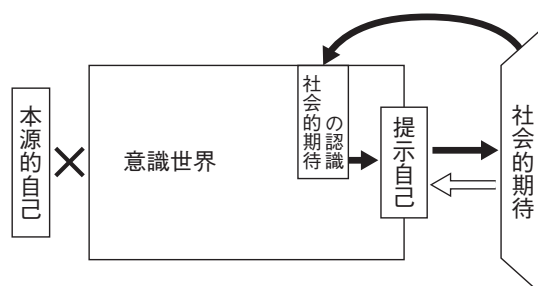 本源的自己
意識世界
社会的期待
の認識
提示自己
社会的期待